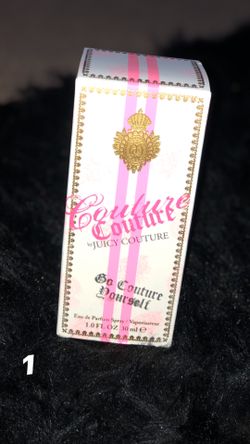 Couture
Couture
by JUICY COUTURE
Go Couture
Yourself
Eau de Parfum Spray • Vaporisateur
1.0 FL OZ 30 ml e
1